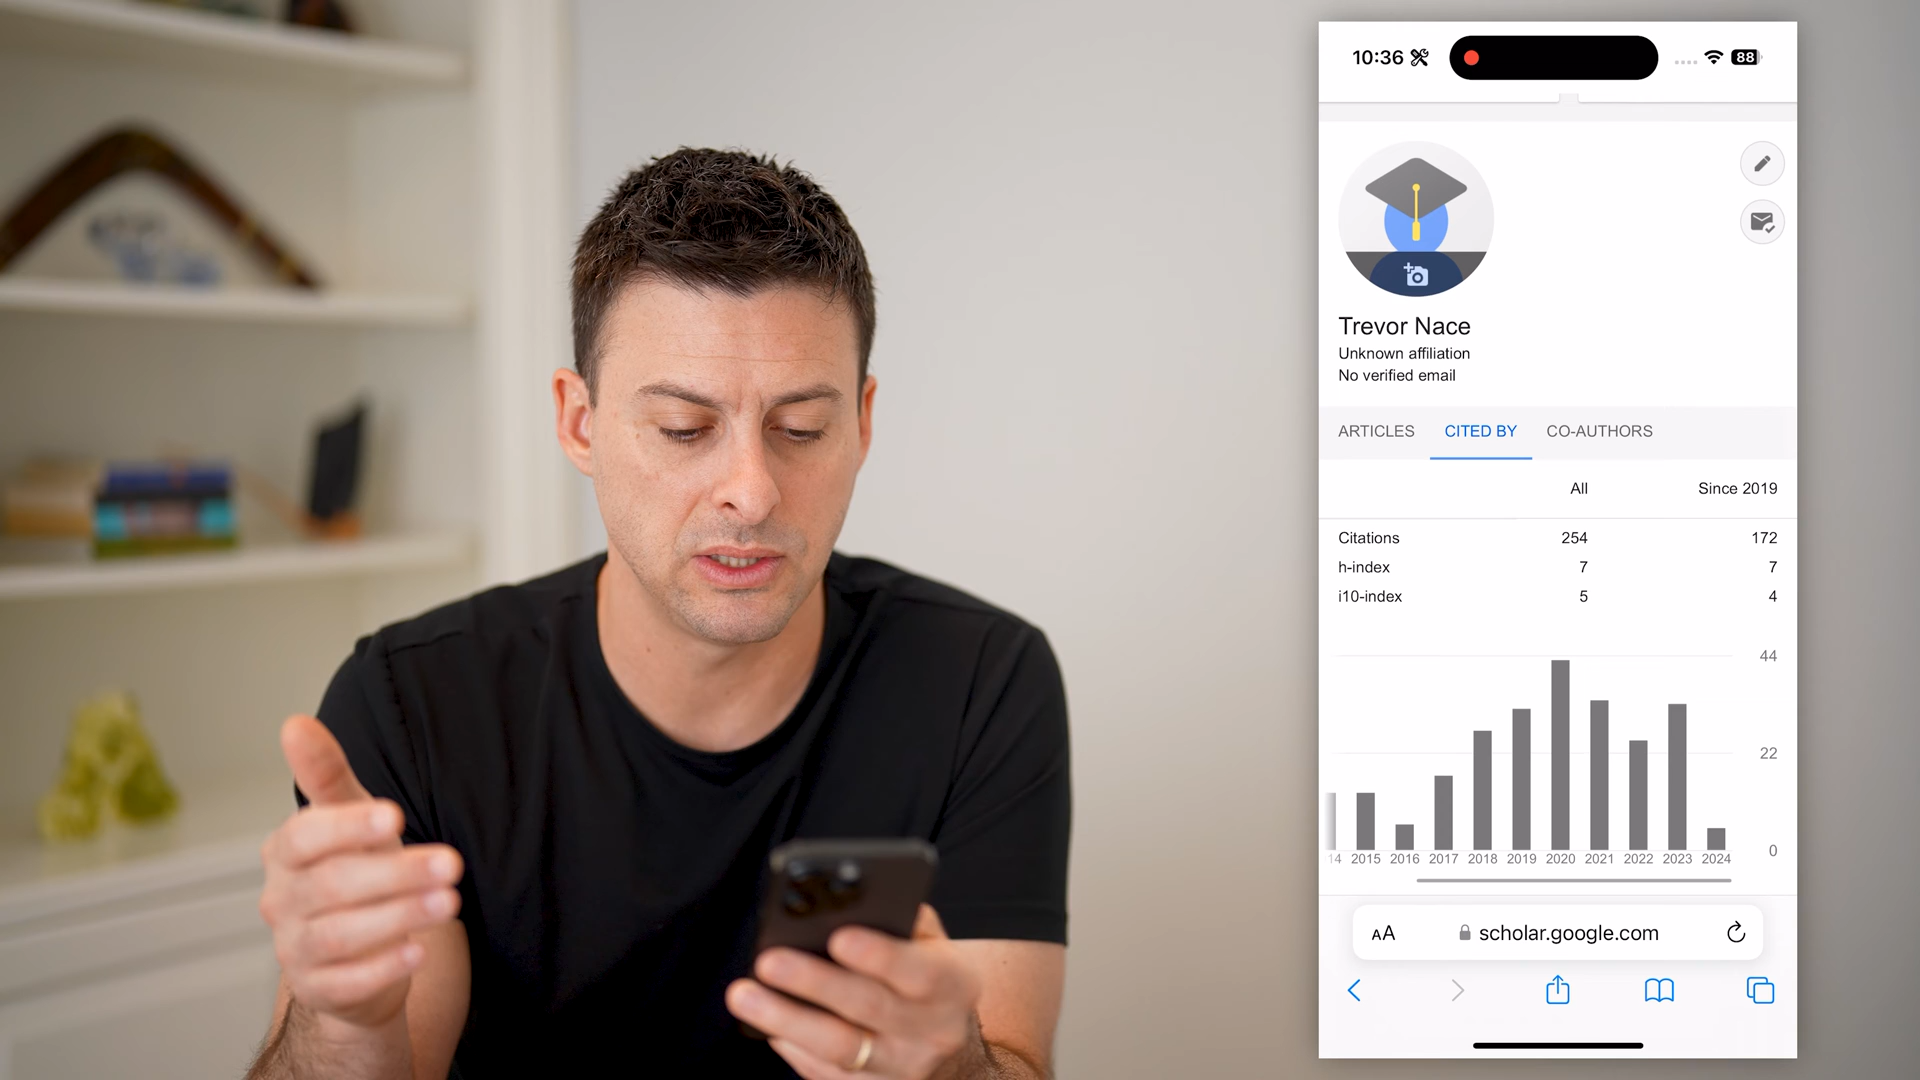 10:36
88
Trevor Nace
Unknown affiliation
No verified email
ARTICLES CITED BY CO-AUTHORS
All Since 2019
Citations 254 172
h-index 7 7
i10-index 5 4
44
22
0
14 2015 2016 2017 2018 2019 2020 2021 2022 2023 2024
AA scholar.google.com